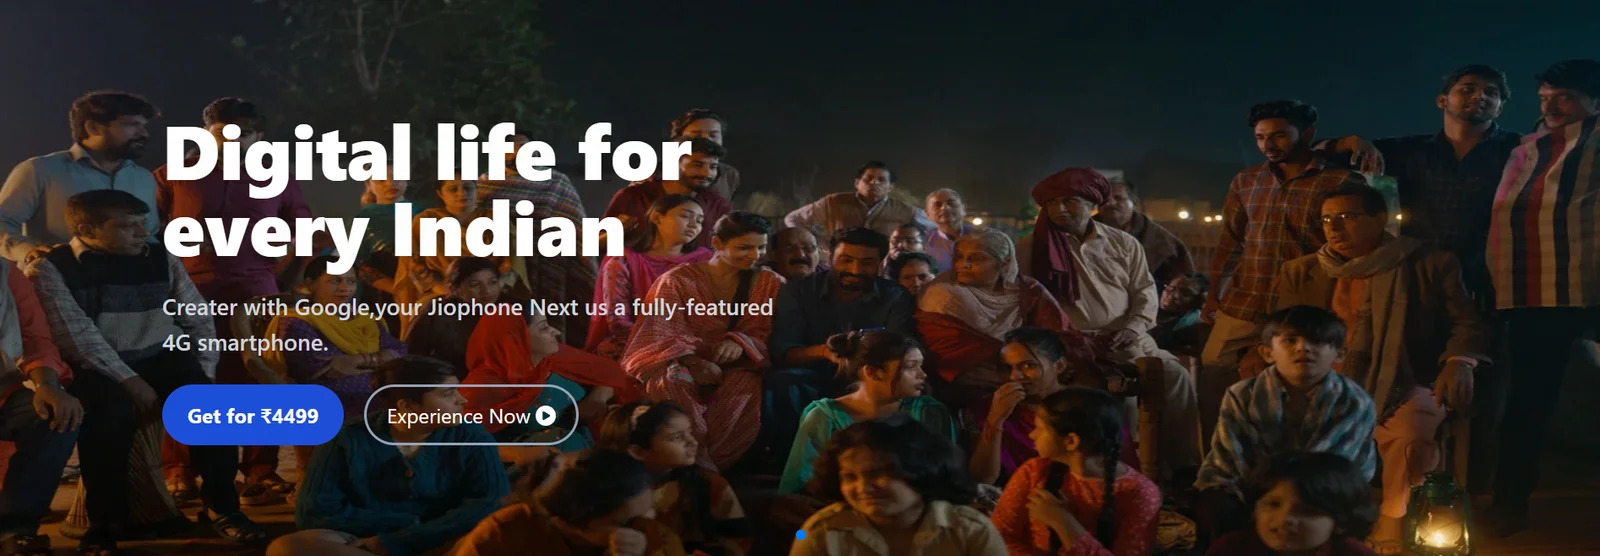 Digital life for
every Indian
Creater with Google,your Jiophone Next us a fully-featured
4G smartphone.
Get for ₹4499
Experience Now